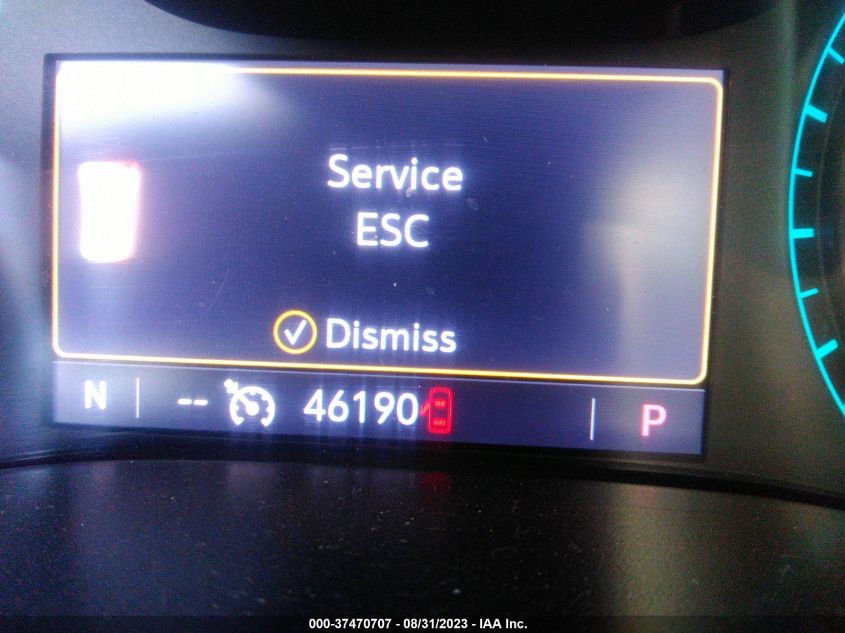 Service
ESC
Dismiss
N -- 46190 P
000-37470707 - 08/31/2023 - IAA Inc.